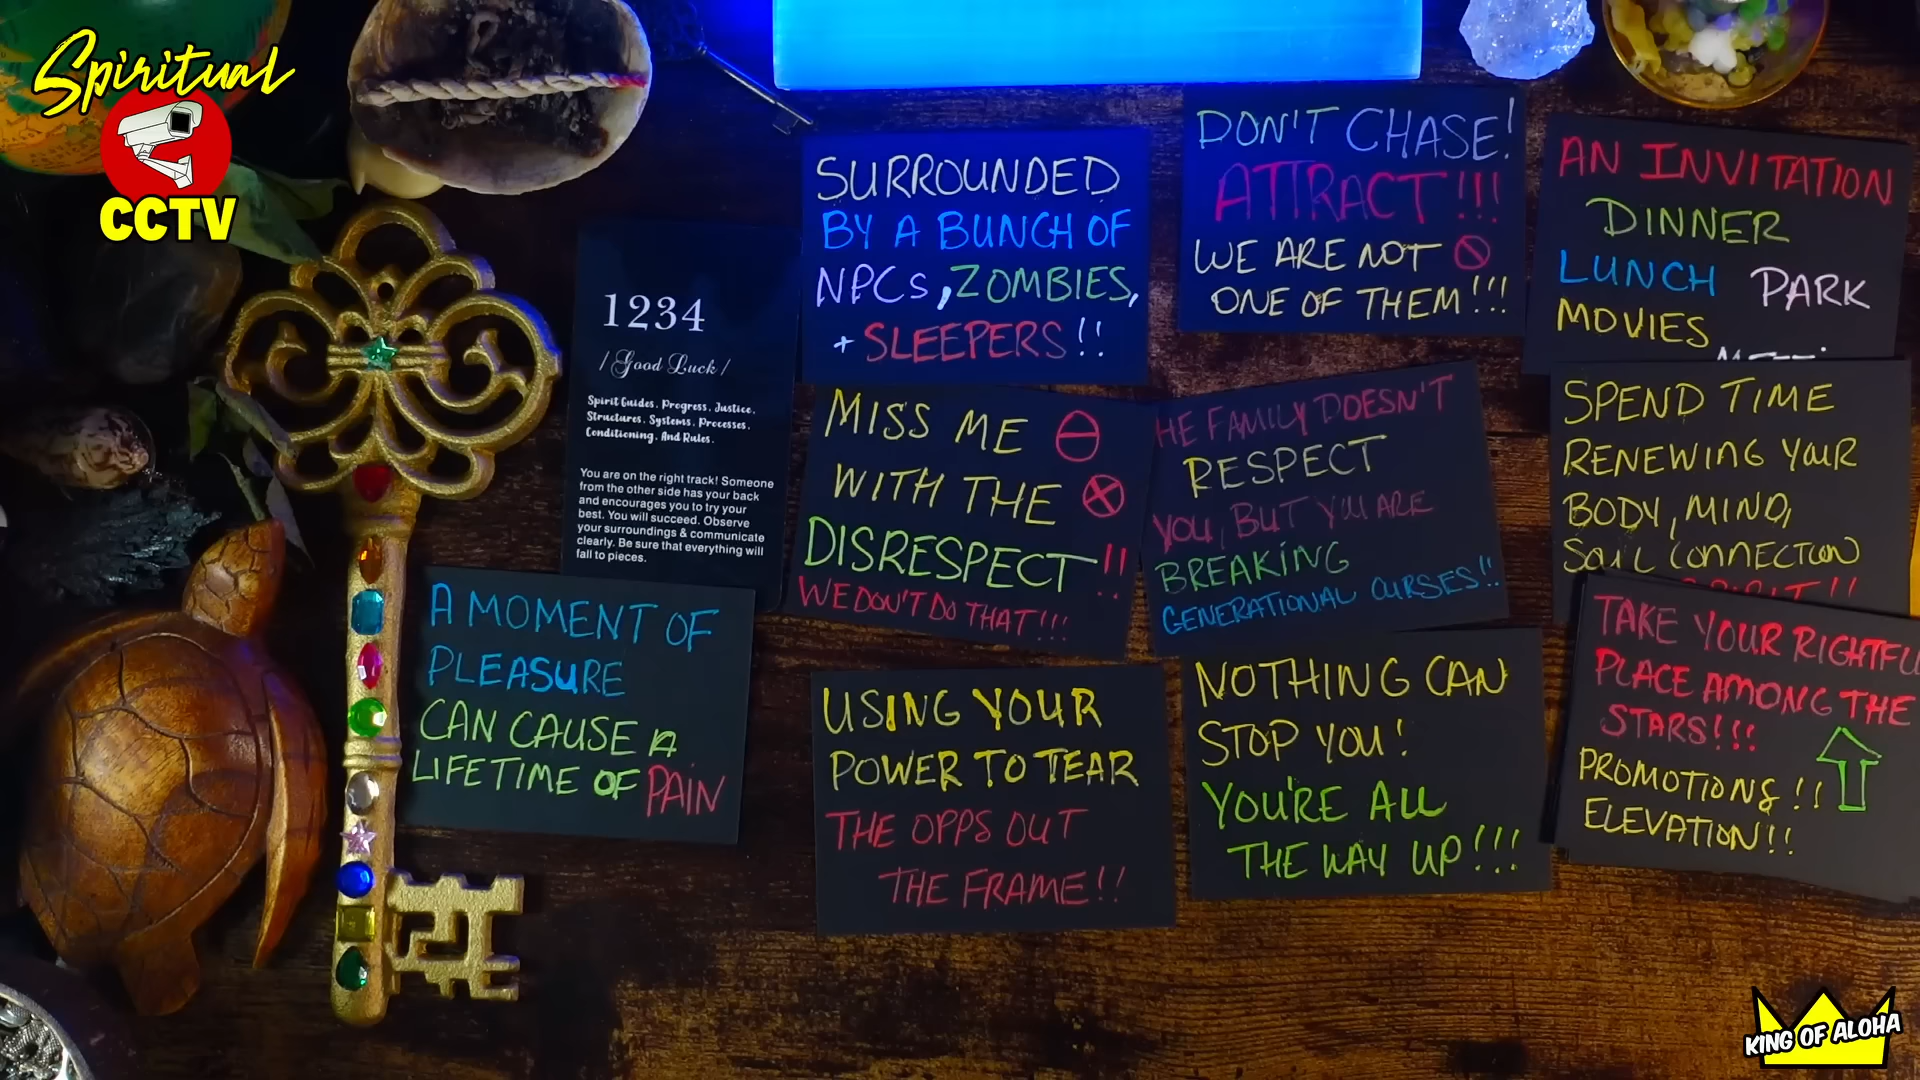 Spiritual
CCTV
1234
/ Good Luck /
Spirit Guides, Progress, Justice,
Structures, Systems, Processes,
Conditioning, And Rules.
You are on the right track! Someone
from the other side has your back
and encourages you to try your
best. You will succeed. Observe
your surroundings & communicate
clearly. Be sure that everything will
fall to pieces.
A MOMENT OF
PLEASURE
CAN CAUSE A
LIFETIME OF PAIN
SURROUNDED
BY A BUNCH OF
NPCs, ZOMBIES,
+ SLEEPERS!!
DON'T CHASE!
ATTRACT!!!
WE ARE NOT
ONE OF THEM!!!
AN INVITATION
DINNER
LUNCH PARK
MOVIES
MISS ME
WITH THE
DISRESPECT!!
WE DON'T DO THAT!!!
HE FAMILY DOESN'T
RESPECT
YOU, BUT YOU ARE
BREAKING
GENERATIONAL CURSES!!
SPEND TIME
RENEWING YOUR
BODY, MIND,
SOUL CONNECTION
USING YOUR
POWER TO TEAR
THE OPPS OUT
THE FRAME!!
NOTHING CAN
STOP YOU!
YOU'RE ALL
THE WAY UP!!!
TAKE YOUR RIGHTFU
PLACE AMONG THE
STARS!!!
PROMOTIONS!!
ELEVATION!!
KING OF ALOHA